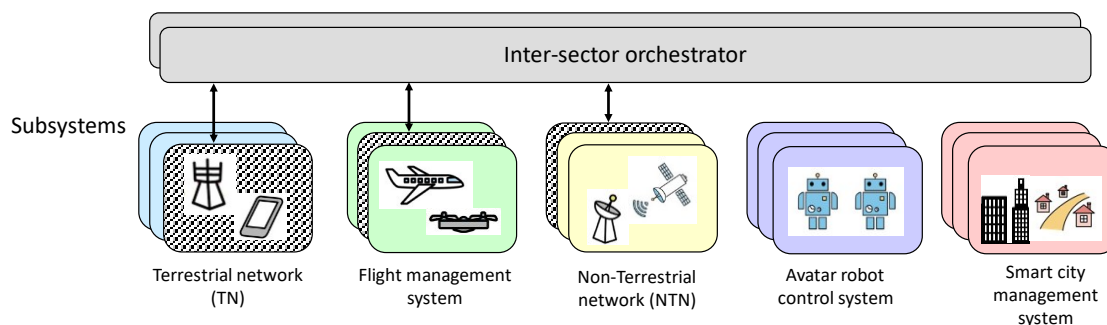 Inter-sector orchestrator
Subsystems
Terrestrial network
(TN)
Flight management
system
Non-Terrestrial
network (NTN)
Avatar robot
control system
Smart city
management
system